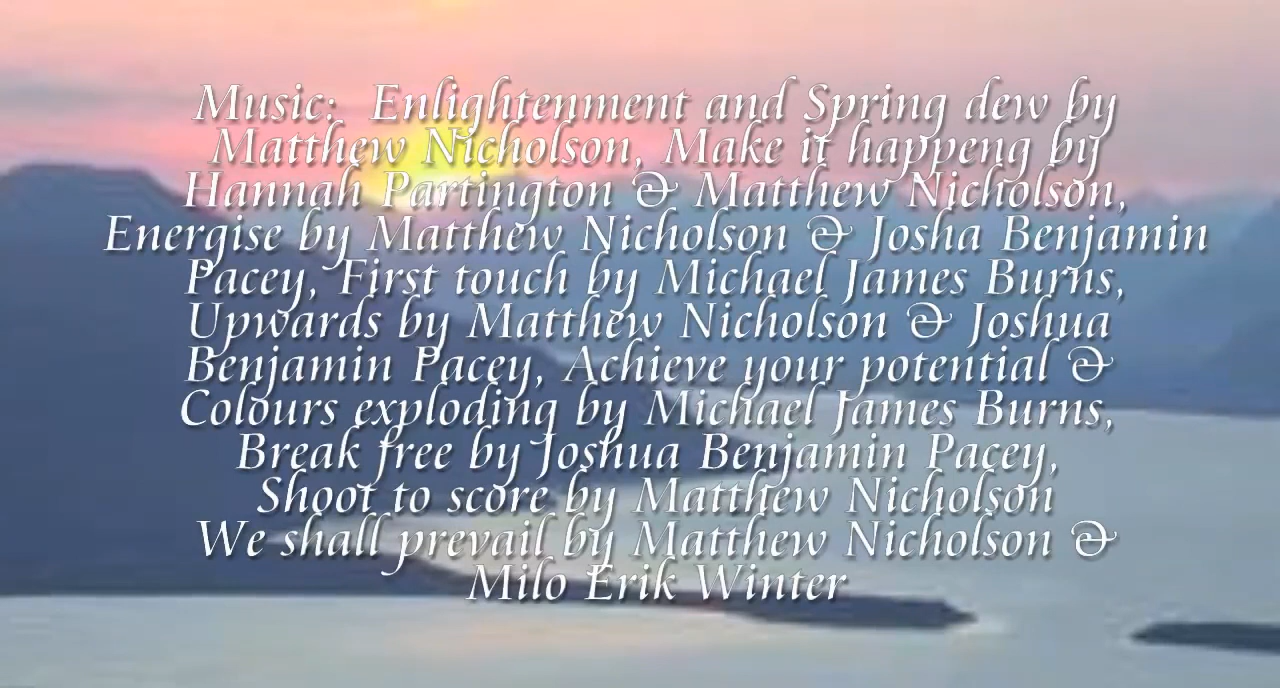 Music:  Enlightenment and Spring dew by
Matthew Nicholson, Make it happeng by
Hannah Partington & Matthew Nicholson,
Energise by Matthew Nicholson & Josha Benjamin
Pacey, First touch by Michael James Burns,
Upwards by Matthew Nicholson & Joshua
Benjamin Pacey, Achieve your potential &
Colours exploding by Michael James Burns,
Break free by Joshua Benjamin Pacey,
Shoot to score by Matthew Nicholson
We shall prevail by Matthew Nicholson &
Milo Erik Winter